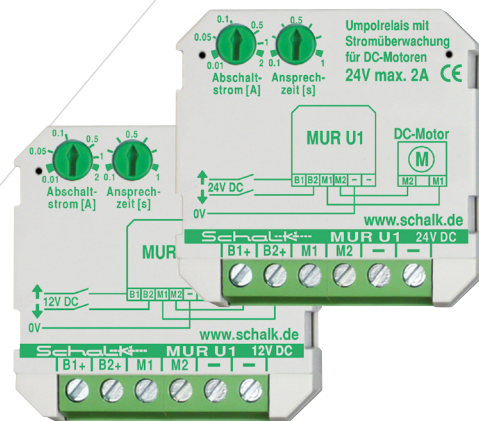 0.1 0.5
0.05 1
0.01 2
Abschalt-
strom [A]
0.5
0.1 1
Ansprech-
zeit [s]
Umpolrelais mit
Stromüberwachung
für DC-Motoren
24V max. 2A CE
MUR U1
B1 B2 M1 M2 – –
DC-Motor
M
M2 M1
24V DC
0V
www.schalk.de
Schalk MUR U1 24V DC
B1+ B2+ M1 M2 – –
0.1 0.5
0.05 1
0.01 2
Abschalt-
strom [A]
0.5
0.1 2
Ansprech-
zeit [s]
MUR
B1 B2 M1 M2 –
12V DC
0V
www.schalk.de
Schalk MUR U1 12V DC
B1+ B2+ M1 M2 – –